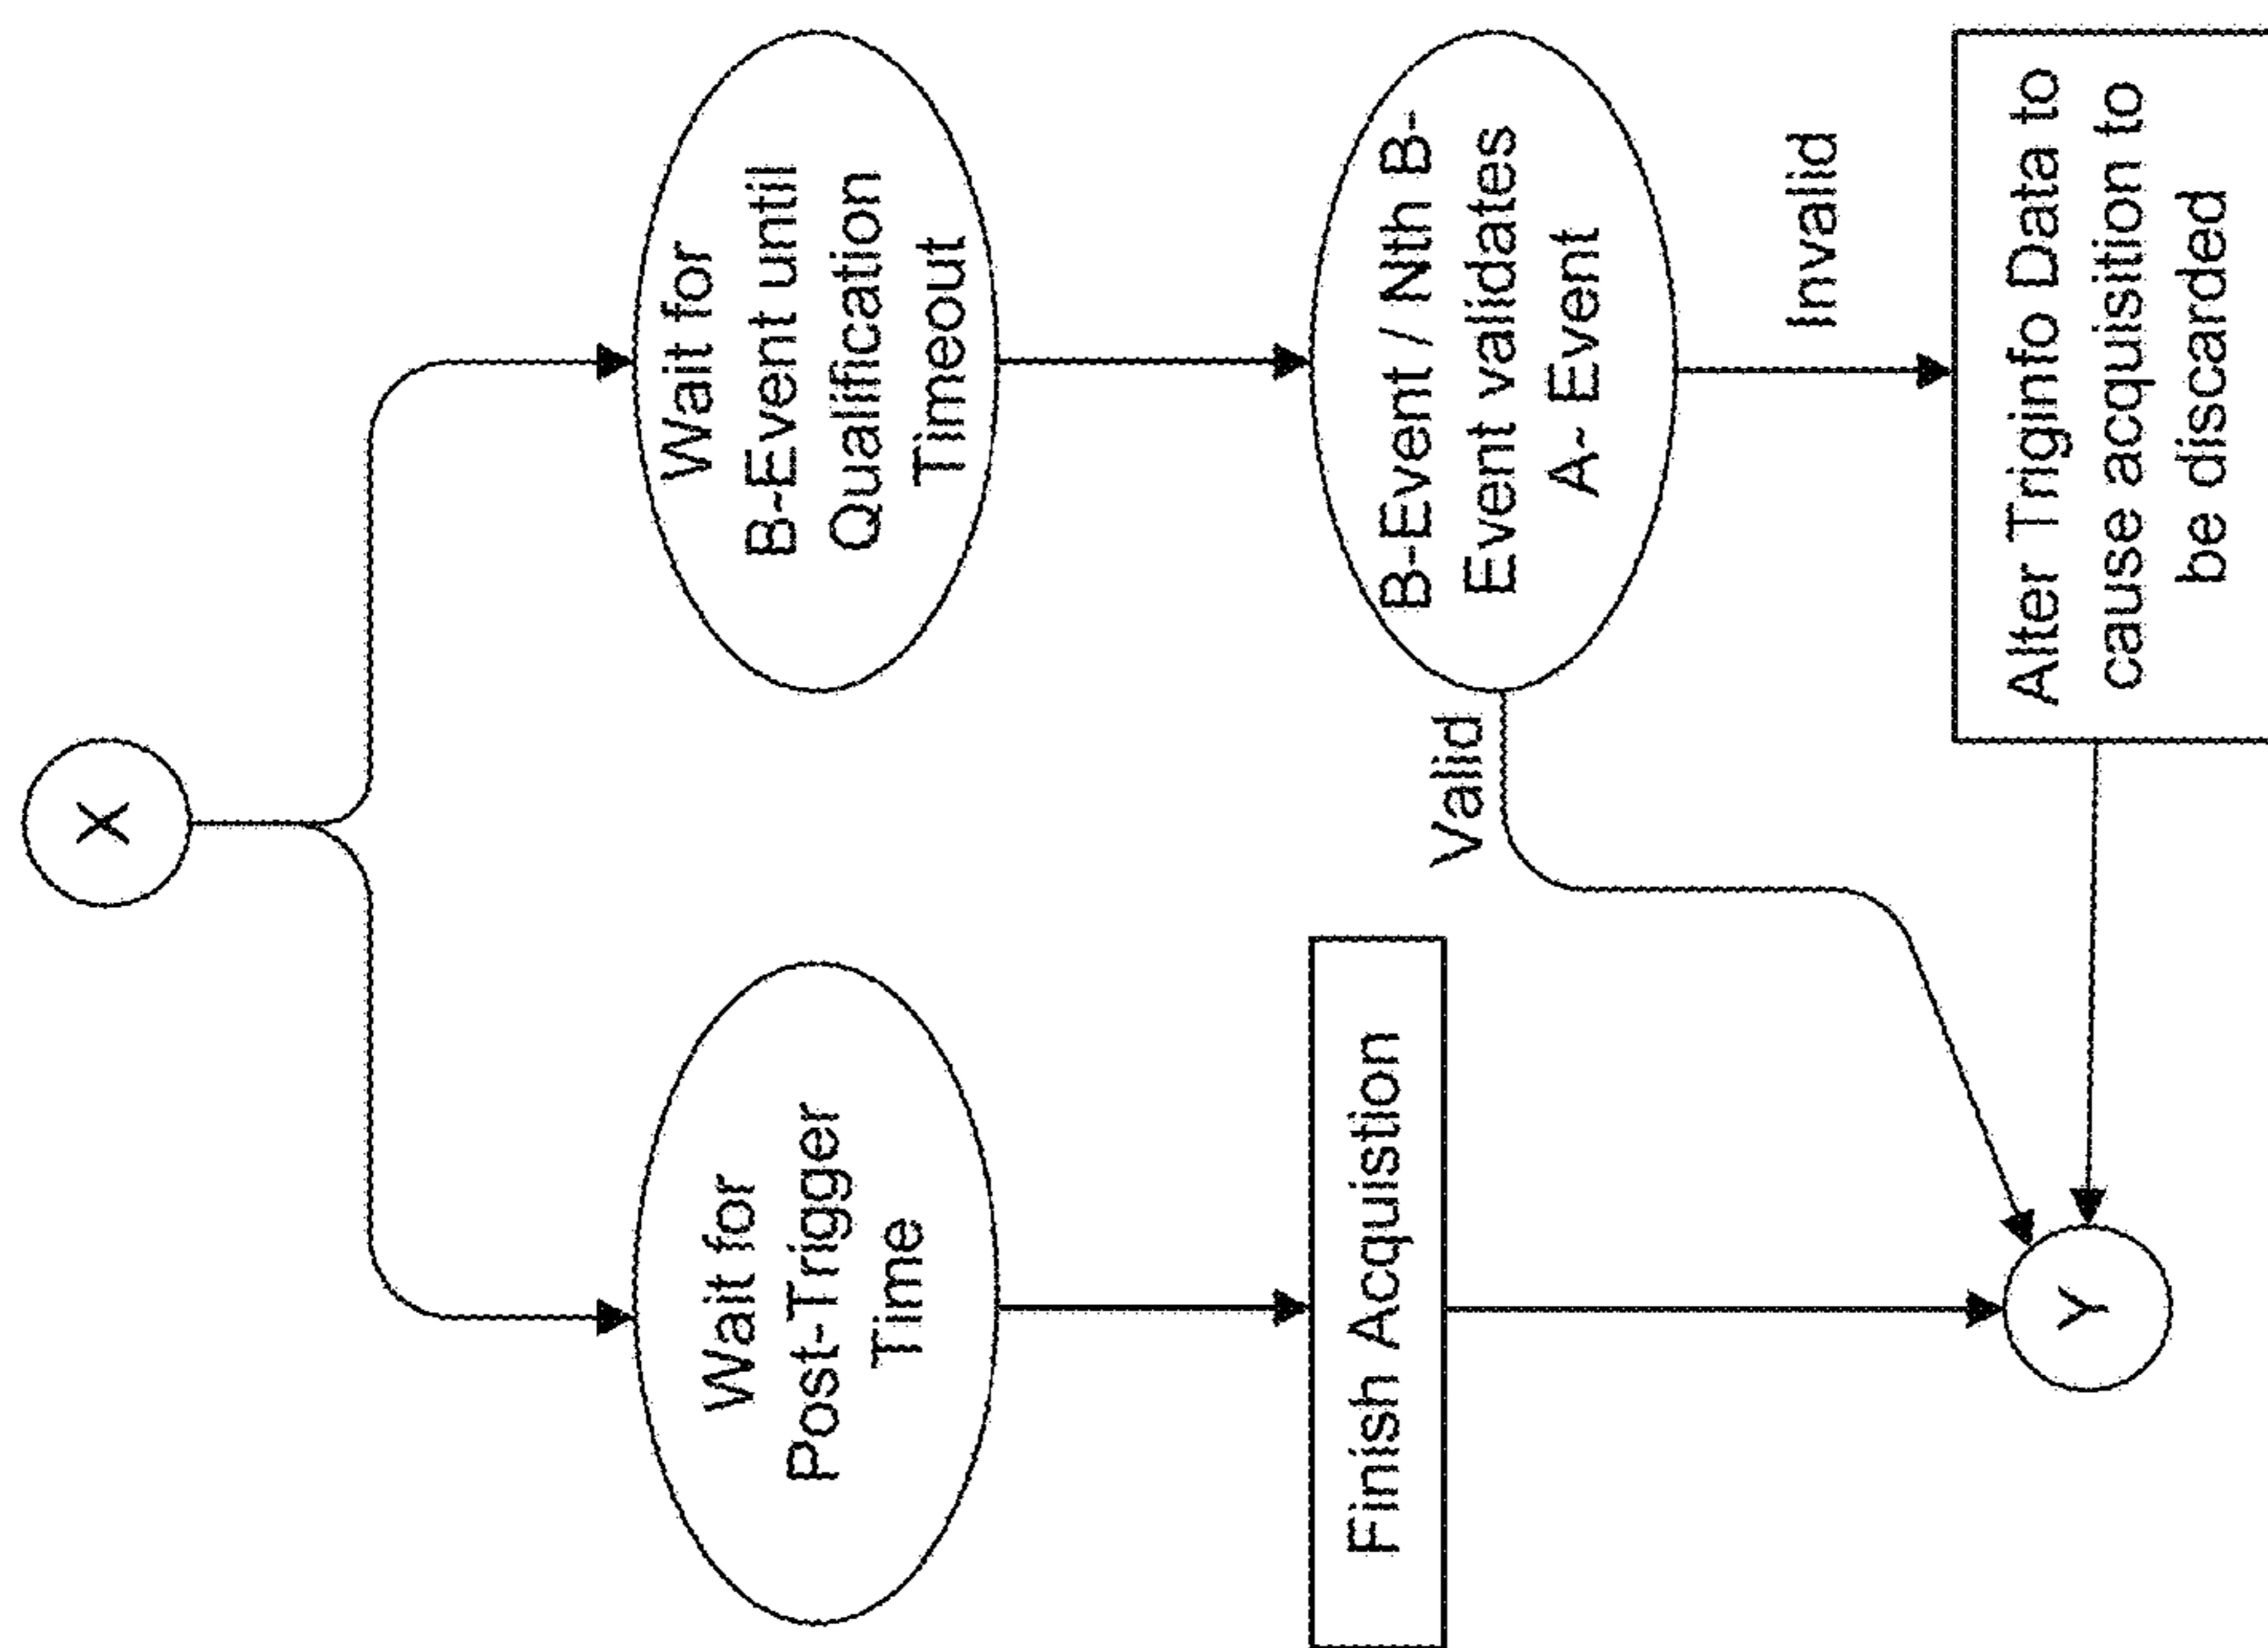 X
Wait for
Post-Trigger
Time
Wait for
B-Event until
Qualification
Timeout
Finish Acquistion
B-Event / Nth B-
Event validates
A- Event
Valid
Invalid
Alter Triginfo Data to
cause acquisition to
be discarded
Y